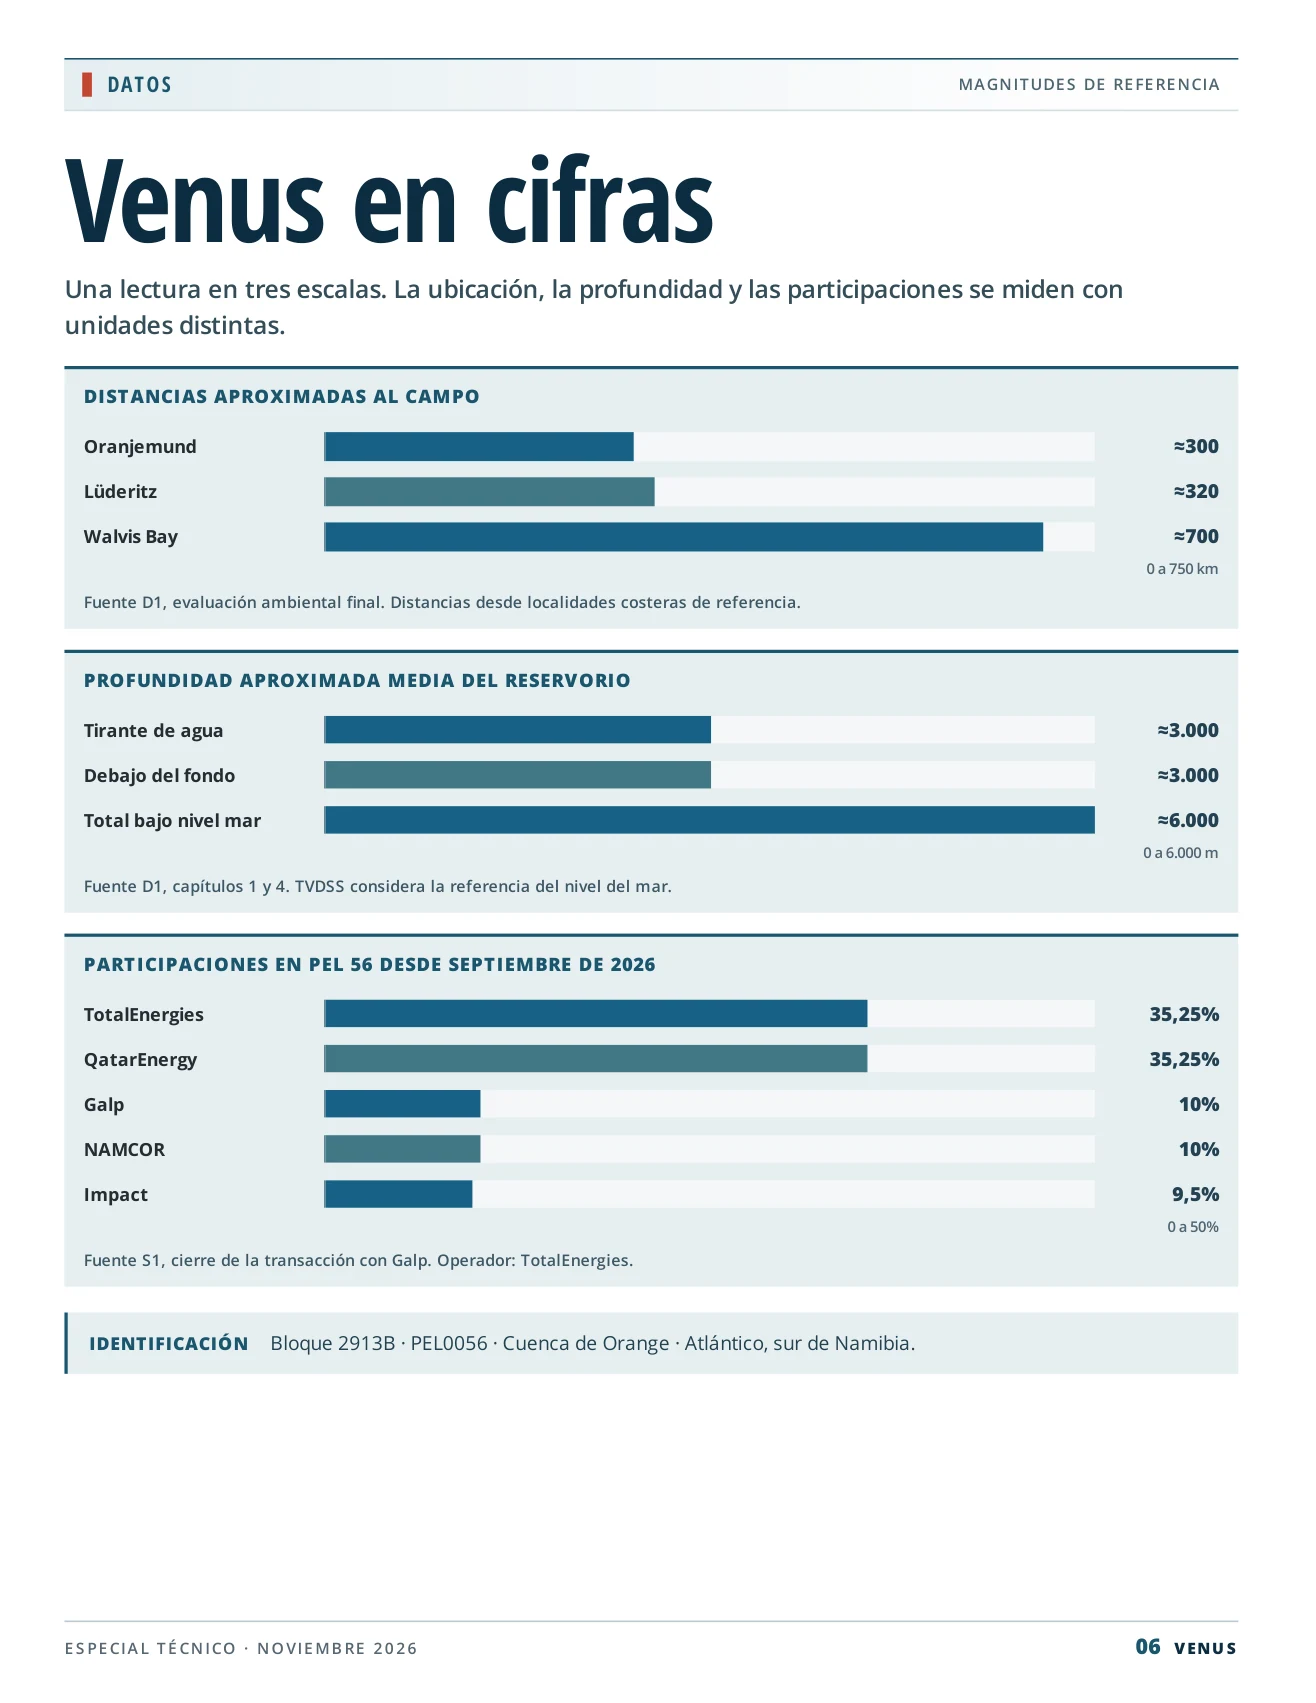 DATOS
MAGNITUDES DE REFERENCIA
Venus en cifras
Una lectura en tres escalas. La ubicación, la profundidad y las participaciones se miden con
unidades distintas.
DISTANCIAS APROXIMADAS AL CAMPO
Oranjemund ≈300
Lüderitz ≈320
Walvis Bay ≈700
0 a 750 km
Fuente D1, evaluación ambiental final. Distancias desde localidades costeras de referencia.
PROFUNDIDAD APROXIMADA MEDIA DEL RESERVORIO
Tirante de agua ≈3.000
Debajo del fondo ≈3.000
Total bajo nivel mar ≈6.000
0 a 6.000 m
Fuente D1, capítulos 1 y 4. TVDSS considera la referencia del nivel del mar.
PARTICIPACIONES EN PEL 56 DESDE SEPTIEMBRE DE 2026
TotalEnergies 35,25%
QatarEnergy 35,25%
Galp 10%
NAMCOR 10%
Impact 9,5%
0 a 50%
Fuente S1, cierre de la transacción con Galp. Operador: TotalEnergies.
IDENTIFICACIÓN Bloque 2913B · PEL0056 · Cuenca de Orange · Atlántico, sur de Namibia.
ESPECIAL TÉCNICO · NOVIEMBRE 2026
06 VENUS